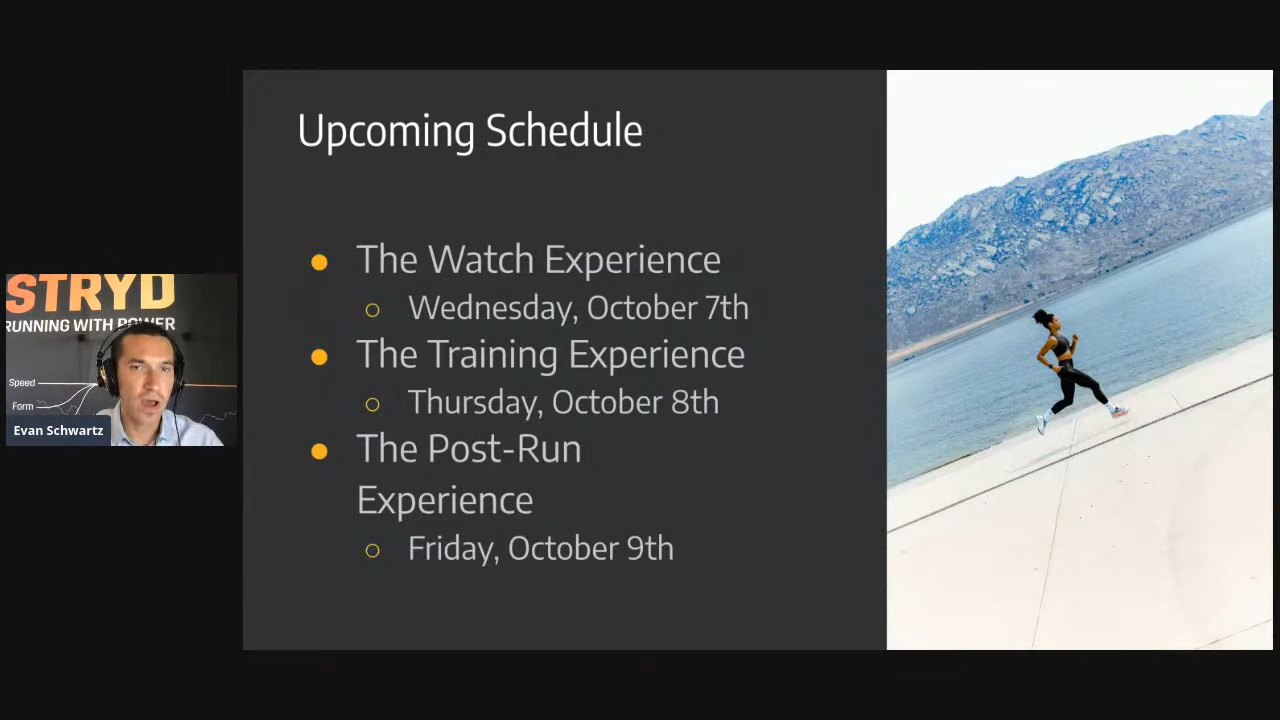 Upcoming Schedule
The Watch Experience
Wednesday, October 7th
The Training Experience
Thursday, October 8th
The Post-Run
Experience
Friday, October 9th
STRYD
RUNNING WITH POWER
Speed
Form
Evan Schwartz